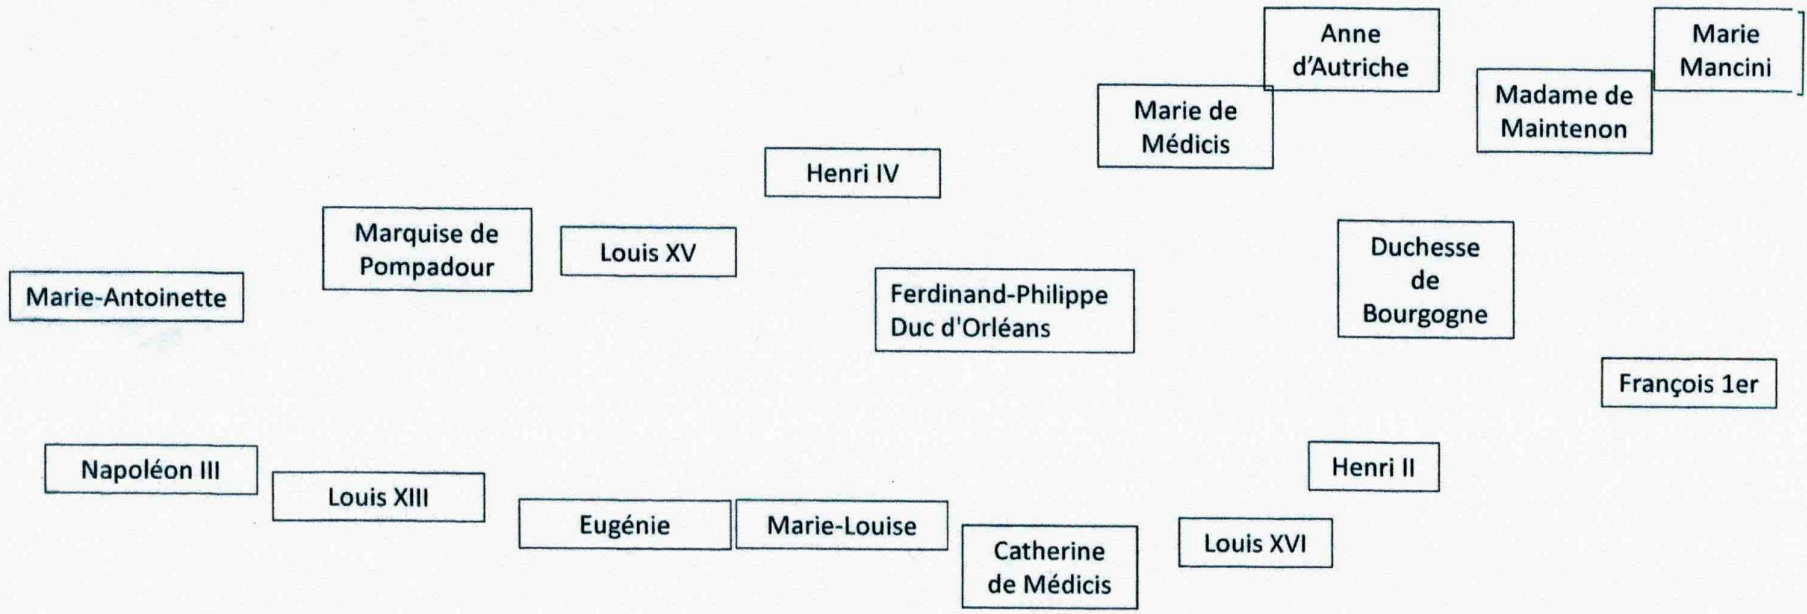 Anne
d'Autriche
Marie
Mancini
Madame de
Maintenon
Marie de
Médicis
Henri IV
Marquise de
Pompadour
Louis XV
Duchesse
de
Bourgogne
Marie-Antoinette
Ferdinand-Philippe
Duc d'Orléans
François 1er
Napoléon III
Louis XIII
Eugénie
Marie-Louise
Catherine
de Médicis
Louis XVI
Henri II